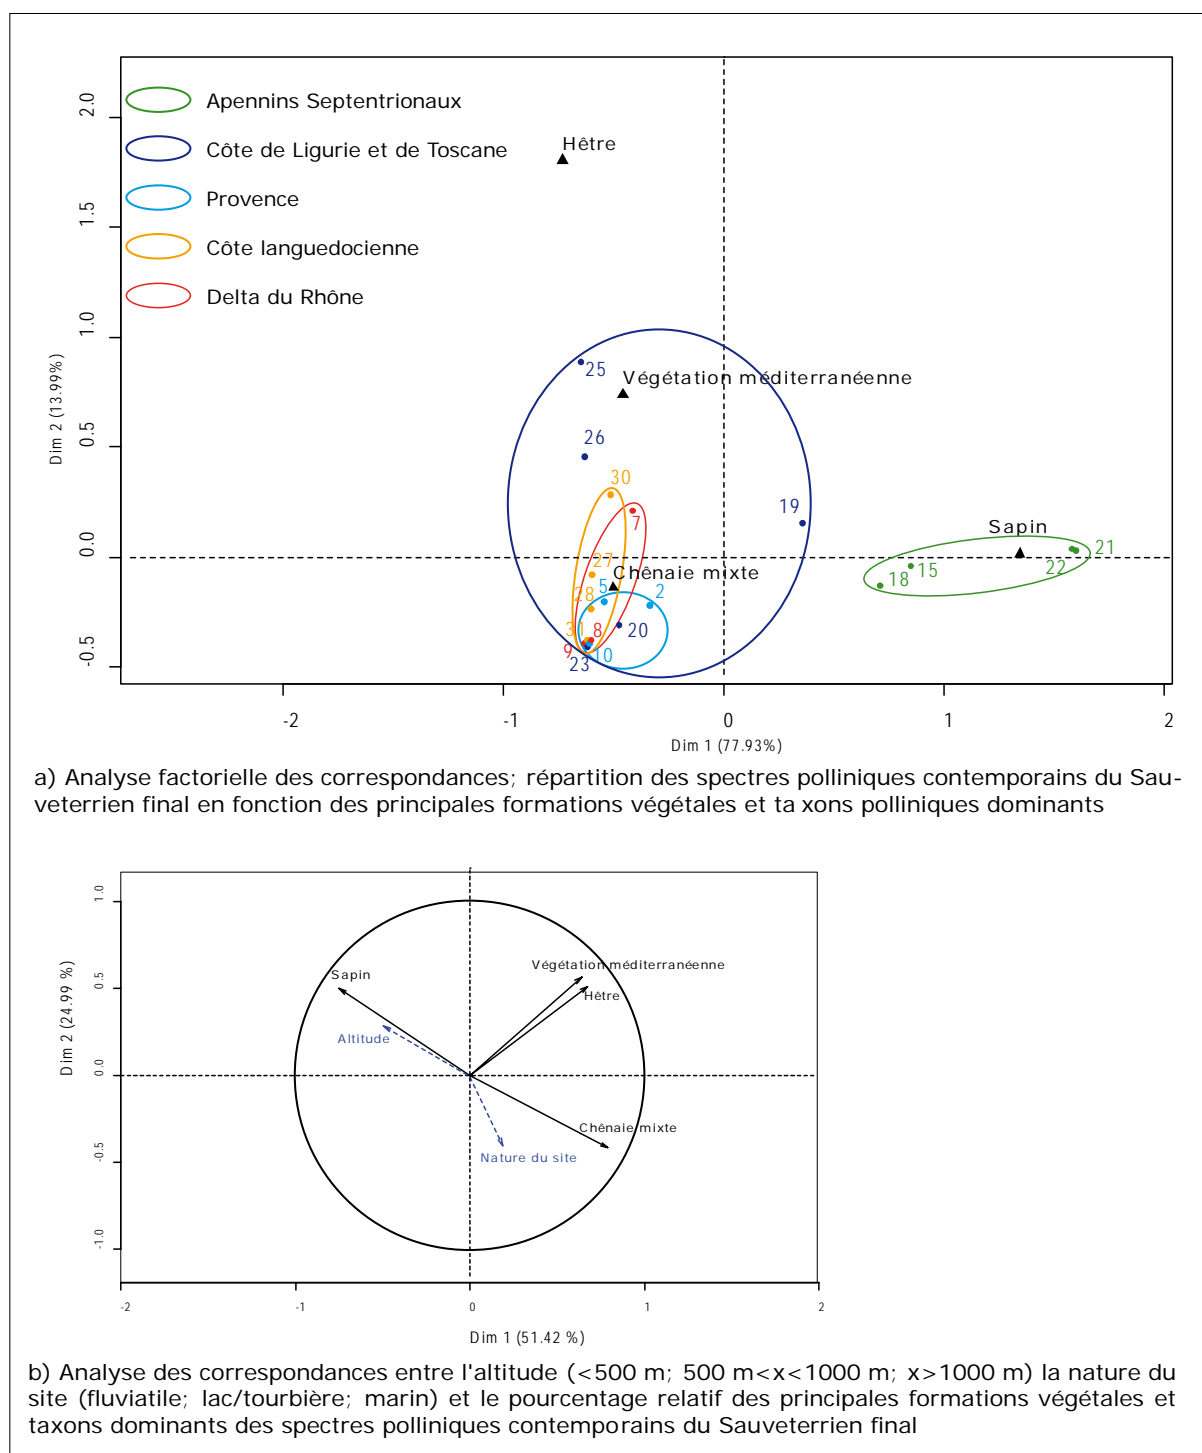 Apennins Septentrionaux
Côte de Ligurie et de Toscane
Provence
Côte languedocienne
Delta du Rhône
Hêtre
Végétation méditerranéenne
Sapin
Chênaie mixte
25
26
30
7
19
27
28
5
2
31
8
20
9
23
10
18
15
22
21
2.0
1.5
1.0
0.5
0.0
-0.5
Dim 2 (13.99%)
-2
-1
0
1
2
Dim 1 (77.93%)
a) Analyse factorielle des correspondances; répartition des spectres polliniques contemporains du Sau-
veterrien final en fonction des principales formations végétales et ta xons polliniques dominants
1.0
0.5
0.0
-0.5
-1.0
Dim 2 (24.99 %)
Sapin
Altitude
Végétation méditerranéenne
Hêtre
Chênaie mixte
Nature du site
-2
-1
0
1
2
Dim 1 (51.42 %)
b) Analyse des correspondances entre l'altitude (<500 m; 500 m<x<1000 m; x>1000 m) la nature du
site (fluviatile; lac/tourbière; marin) et le pourcentage relatif des principales formations végétales et
taxons dominants des spectres polliniques contemporains du Sauveterrien final